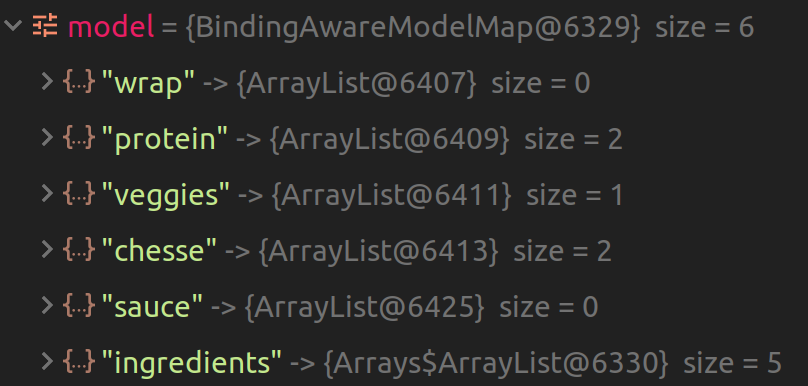 model = {BindingAwareModelMap@6329} size = 6
{...} "wrap" -> {ArrayList@6407} size = 0
{...} "protein" -> {ArrayList@6409} size = 2
{...} "veggies" -> {ArrayList@6411} size = 1
{...} "chesse" -> {ArrayList@6413} size = 2
{...} "sauce" -> {ArrayList@6425} size = 0
{...} "ingredients" -> {Arrays$ArrayList@6330} size = 5